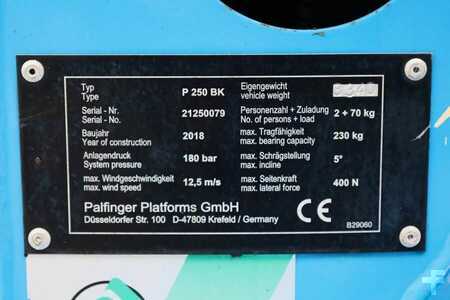 Typ P 250 BK Eigengewicht
Type vehicle weight
Serial - Nr. 21250079 Personenzahl + Zuladung 2 + 70 kg
Serial - No. No. of persons + load
Baujahr 2018 max. Tragfähigkeit 230 kg
Year of construction max. bearing capacity
Anlagendruck 180 bar max. Schrägstellung 5°
System pressure max. incline
max. Windgeschwindigkeit 12,5 m/s max. Seitenkraft 400 N
max. wind speed max. lateral force
Palfinger Platforms GmbH CE
Düsseldorfer Str. 100 D-47809 Krefeld / Germany
B29060